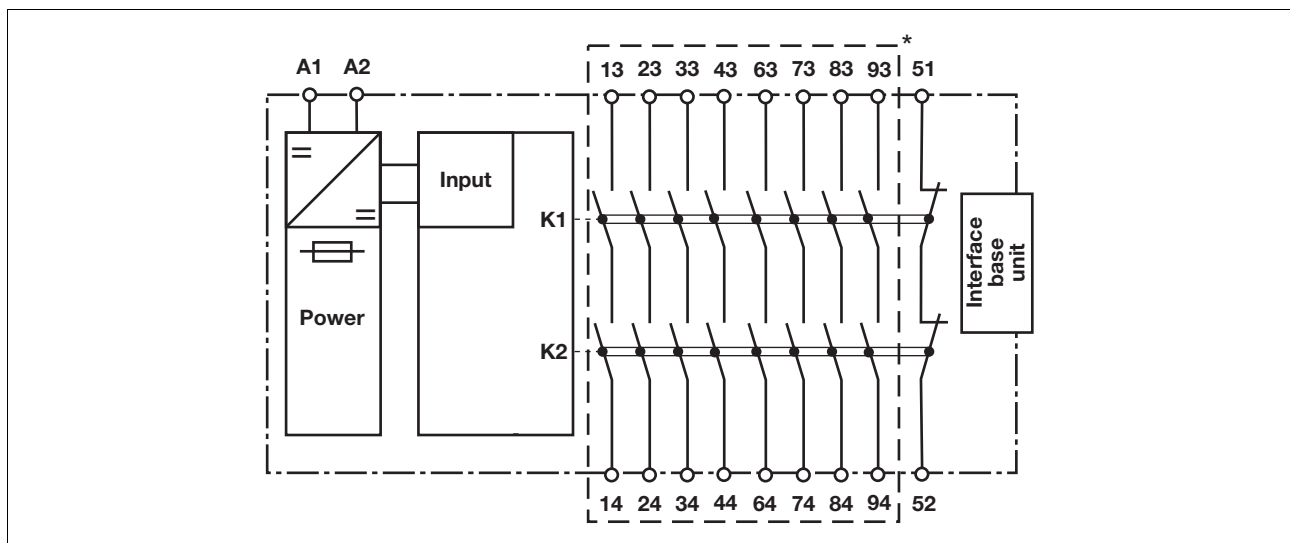 *
A1 A2 13 23 33 43 63 73 83 93 51
Input
K1
Interface
base
unit
Power
K2
14 24 34 44 64 74 84 94 52